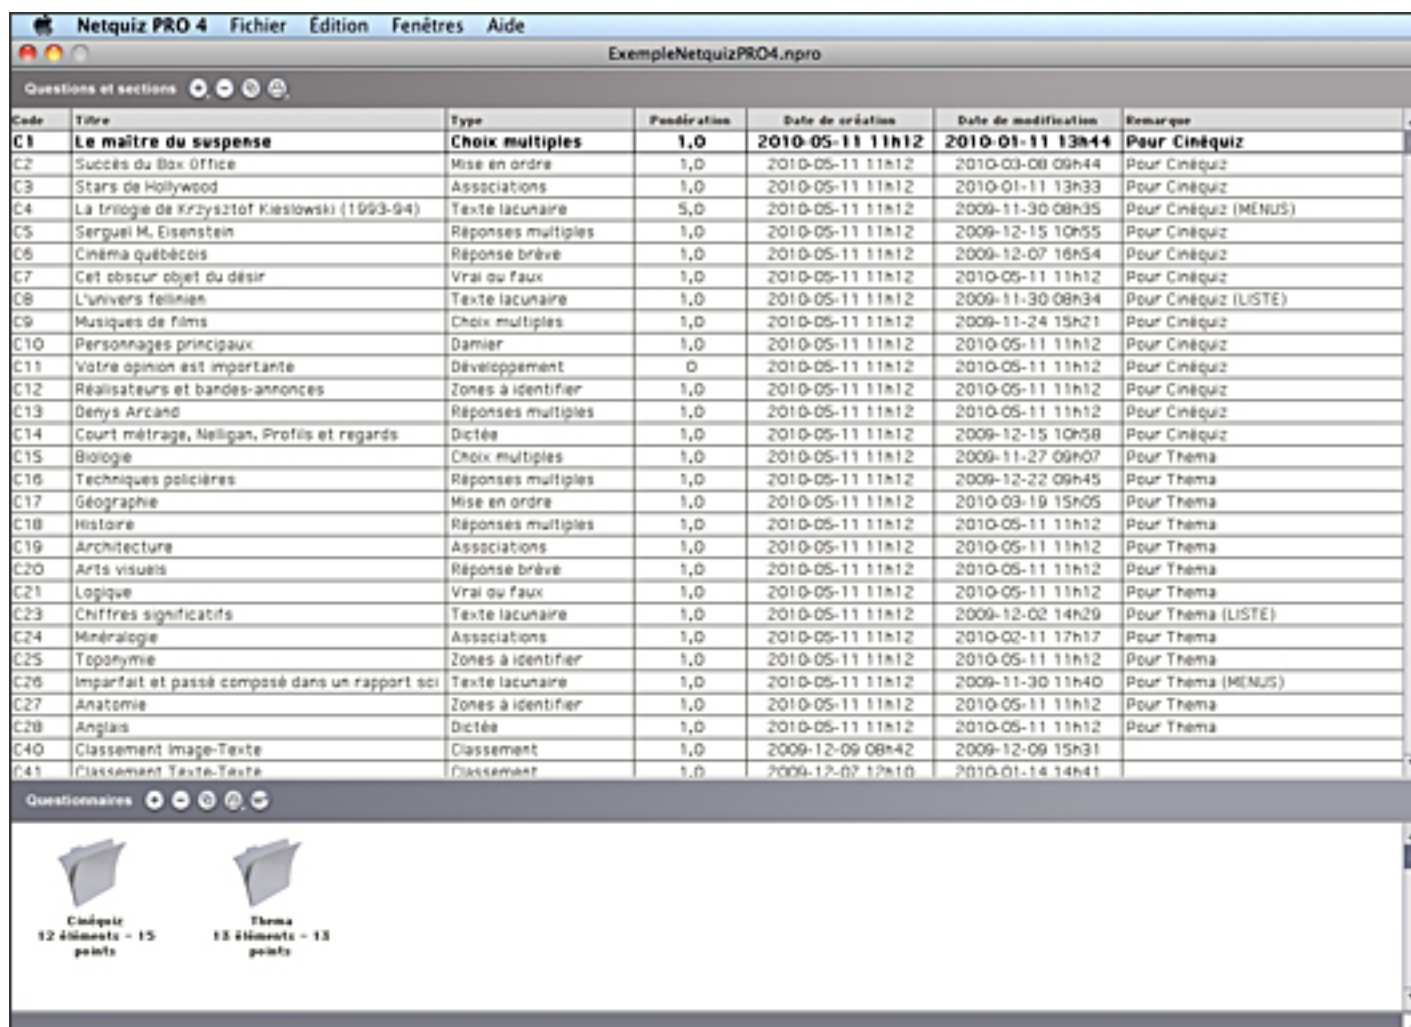 Netquiz PRO 4 Fichier Édition Fenêtres Aide
ExempleNetquizPRO4.npro
Questions et sections
Code Titre Type Pondération Date de création Date de modification Remarque
C1 Le maître du suspense Choix multiples 1,0 2010-05-11 11h12 2010-01-11 13h44 Pour Cinéquiz
C2 Succès du Box Office Mise en ordre 1,0 2010-05-11 11h12 2010-03-08 09h44 Pour Cinéquiz
C3 Stars de Hollywood Associations 1,0 2010-05-11 11h12 2010-01-11 13h33 Pour Cinéquiz
C4 La trilogie de Krzysztof Kieslowski (1993-94) Texte lacunaire 5,0 2010-05-11 11h12 2009-11-30 08h35 Pour Cinéquiz (MENUS)
C5 Serguei M. Eisenstein Réponses multiples 1,0 2010-05-11 11h12 2009-12-15 10h55 Pour Cinéquiz
C6 Cinéma québécois Réponse brève 1,0 2010-05-11 11h12 2009-12-07 16h54 Pour Cinéquiz
C7 Cet obscur objet du désir Vrai ou faux 1,0 2010-05-11 11h12 2010-05-11 11h12 Pour Cinéquiz
C8 L'univers fellinien Texte lacunaire 1,0 2010-05-11 11h12 2009-11-30 08h34 Pour Cinéquiz (LISTE)
C9 Musiques de films Choix multiples 1,0 2010-05-11 11h12 2009-11-24 15h21 Pour Cinéquiz
C10 Personnages principaux Damier 1,0 2010-05-11 11h12 2010-05-11 11h12 Pour Cinéquiz
C11 Votre opinion est importante Développement 0 2010-05-11 11h12 2010-05-11 11h12 Pour Cinéquiz
C12 Réalisateurs et bandes-annonces Zones à identifier 1,0 2010-05-11 11h12 2010-05-11 11h12 Pour Cinéquiz
C13 Denys Arcand Réponses multiples 1,0 2010-05-11 11h12 2010-05-11 11h12 Pour Cinéquiz
C14 Court métrage, Nelligan, Profils et regards Dictée 1,0 2010-05-11 11h12 2009-12-15 10h58 Pour Cinéquiz
C15 Biologie Choix multiples 1,0 2010-05-11 11h12 2009-11-27 09h07 Pour Thema
C16 Techniques policières Réponses multiples 1,0 2010-05-11 11h12 2009-12-22 09h45 Pour Thema
C17 Géographie Mise en ordre 1,0 2010-05-11 11h12 2010-03-19 15h05 Pour Thema
C18 Histoire Réponses multiples 1,0 2010-05-11 11h12 2010-05-11 11h12 Pour Thema
C19 Architecture Associations 1,0 2010-05-11 11h12 2010-05-11 11h12 Pour Thema
C20 Arts visuels Réponse brève 1,0 2010-05-11 11h12 2010-05-11 11h12 Pour Thema
C21 Logique Vrai ou faux 1,0 2010-05-11 11h12 2010-05-11 11h12 Pour Thema
C23 Chiffres significatifs Texte lacunaire 1,0 2010-05-11 11h12 2009-12-02 14h29 Pour Thema (LISTE)
C24 Minéralogie Associations 1,0 2010-05-11 11h12 2010-02-11 17h17 Pour Thema
C25 Toponymie Zones à identifier 1,0 2010-05-11 11h12 2010-05-11 11h12 Pour Thema
C26 Imparfait et passé composé dans un rapport sci Texte lacunaire 1,0 2010-05-11 11h12 2009-11-30 11h40 Pour Thema (MENUS)
C27 Anatomie Zones à identifier 1,0 2010-05-11 11h12 2010-05-11 11h12 Pour Thema
C28 Anglais Dictée 1,0 2010-05-11 11h12 2010-05-11 11h12 Pour Thema
C40 Classement Image-Texte Classement 1,0 2009-12-09 08h42 2009-12-09 15h31
C41 Classement Texte-Texte Classement 1,0 2009-12-07 12h10 2010-01-14 14h41
Questionnaires
Cinéquiz Thema
12 éléments - 15 13 éléments - 13
points points